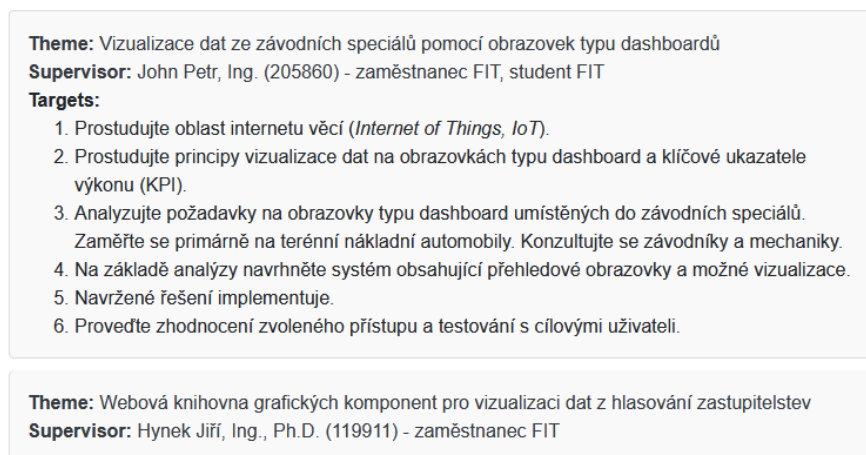 Theme: Vizualizace dat ze závodních speciálů pomocí obrazovek typu dashboardů
Supervisor: John Petr, Ing. (205860) - zaměstnanec FIT, student FIT
Targets:
1. Prostudujte oblast internetu věcí (Internet of Things, IoT).
2. Prostudujte principy vizualizace dat na obrazovkách typu dashboard a klíčové ukazatele
výkonu (KPI).
3. Analyzujte požadavky na obrazovky typu dashboard umístěných do závodních speciálů.
Zaměřte se primárně na terénní nákladní automobily. Konzultujte se závodníky a mechaniky.
4. Na základě analýzy navrhněte systém obsahující přehledové obrazovky a možné vizualizace.
5. Navržené řešení implementuje.
6. Proveďte zhodnocení zvoleného přístupu a testování s cílovými uživateli.
Theme: Webová knihovna grafických komponent pro vizualizaci dat z hlasování zastupitelstev
Supervisor: Hynek Jiří, Ing., Ph.D. (119911) - zaměstnanec FIT